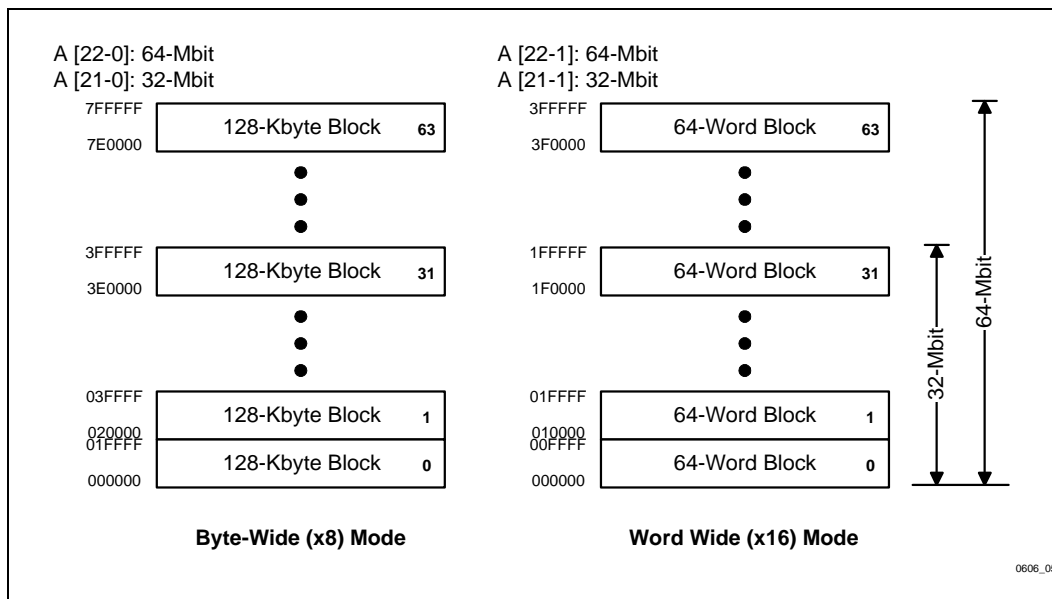 A [22-0]: 64-Mbit
A [21-0]: 32-Mbit
A [22-1]: 64-Mbit
A [21-1]: 32-Mbit
7FFFFF
128-Kbyte Block 63
7E0000
3FFFFF
128-Kbyte Block 31
3E0000
03FFFF
128-Kbyte Block 1
020000
01FFFF
128-Kbyte Block 0
000000
Byte-Wide (x8) Mode
3FFFFF
64-Word Block 63
3F0000
1FFFFF
64-Word Block 31
1F0000
01FFFF
64-Word Block 1
010000
00FFFF
64-Word Block 0
000000
Word Wide (x16) Mode
32-Mbit
64-Mbit